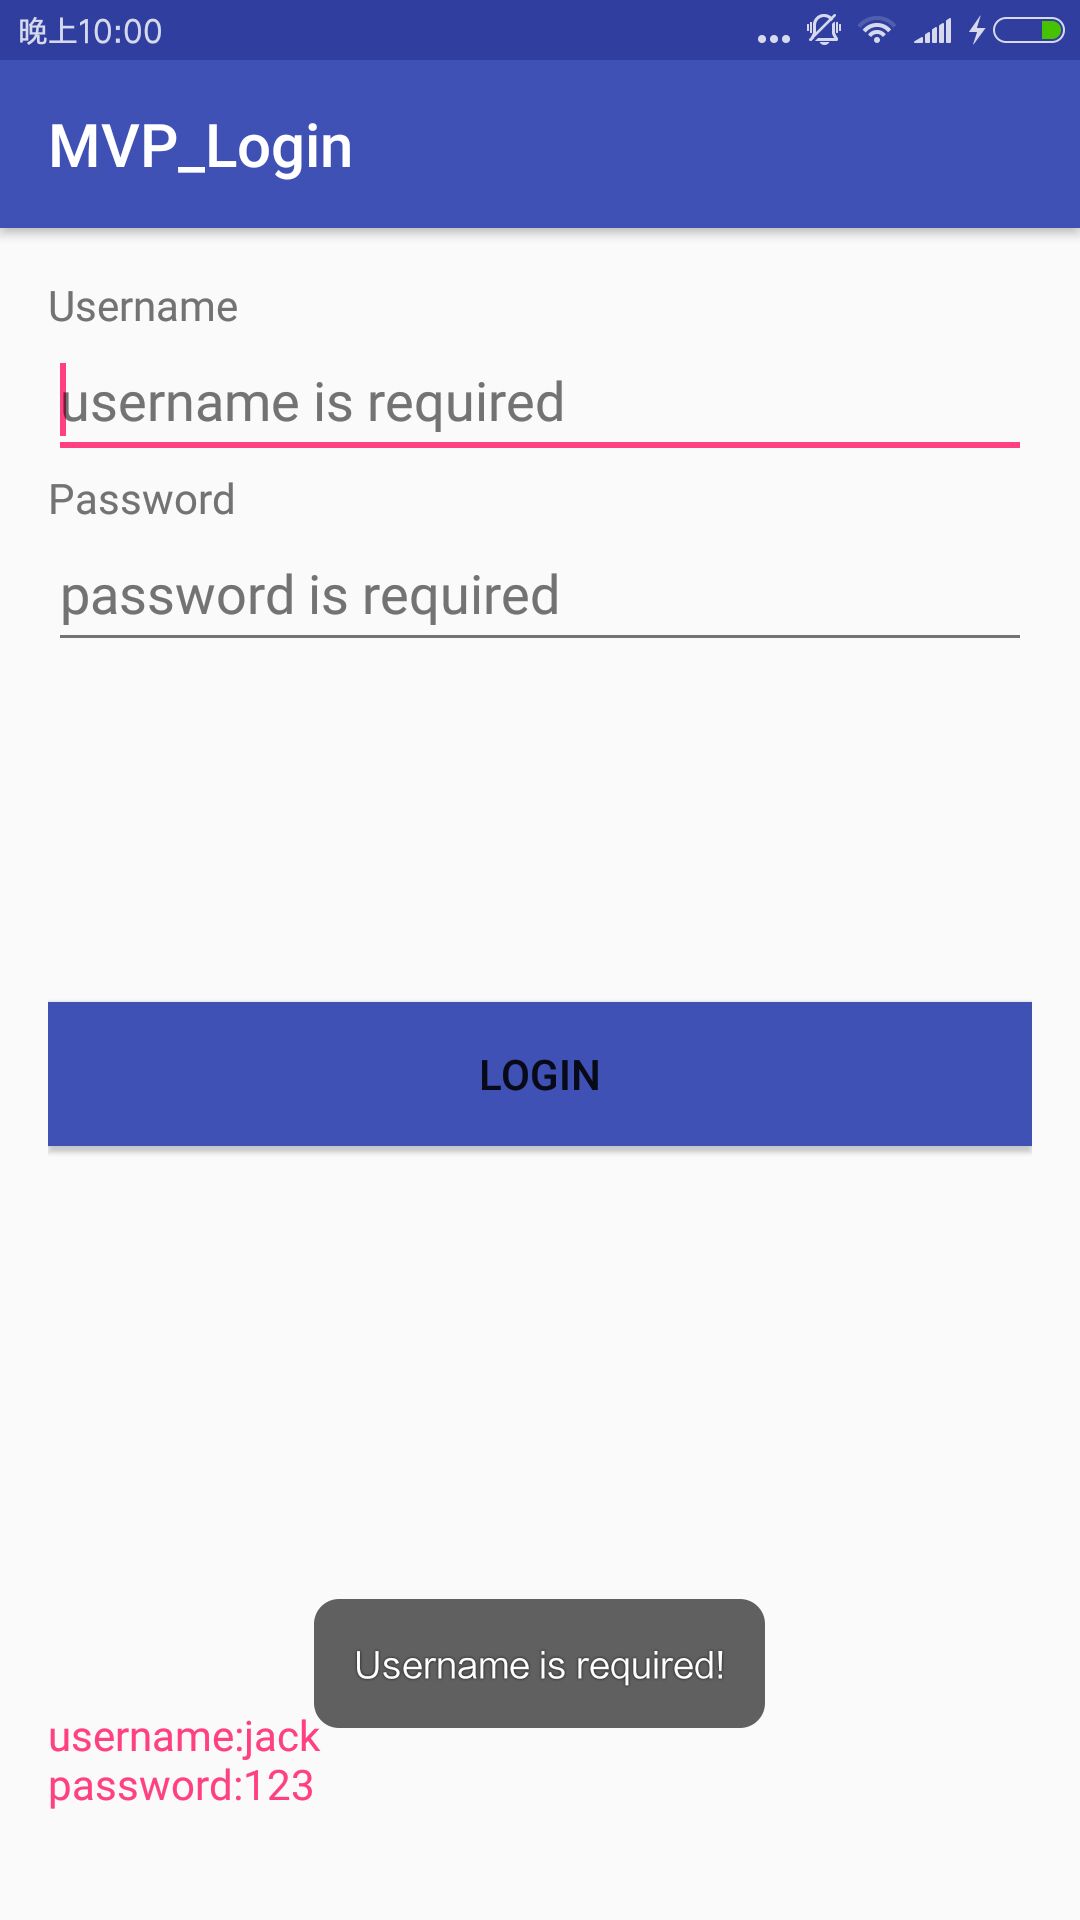 晚上10:00
MVP_Login
Username
username is required
Password
password is required
LOGIN
Username is required!
username:jack
password:123